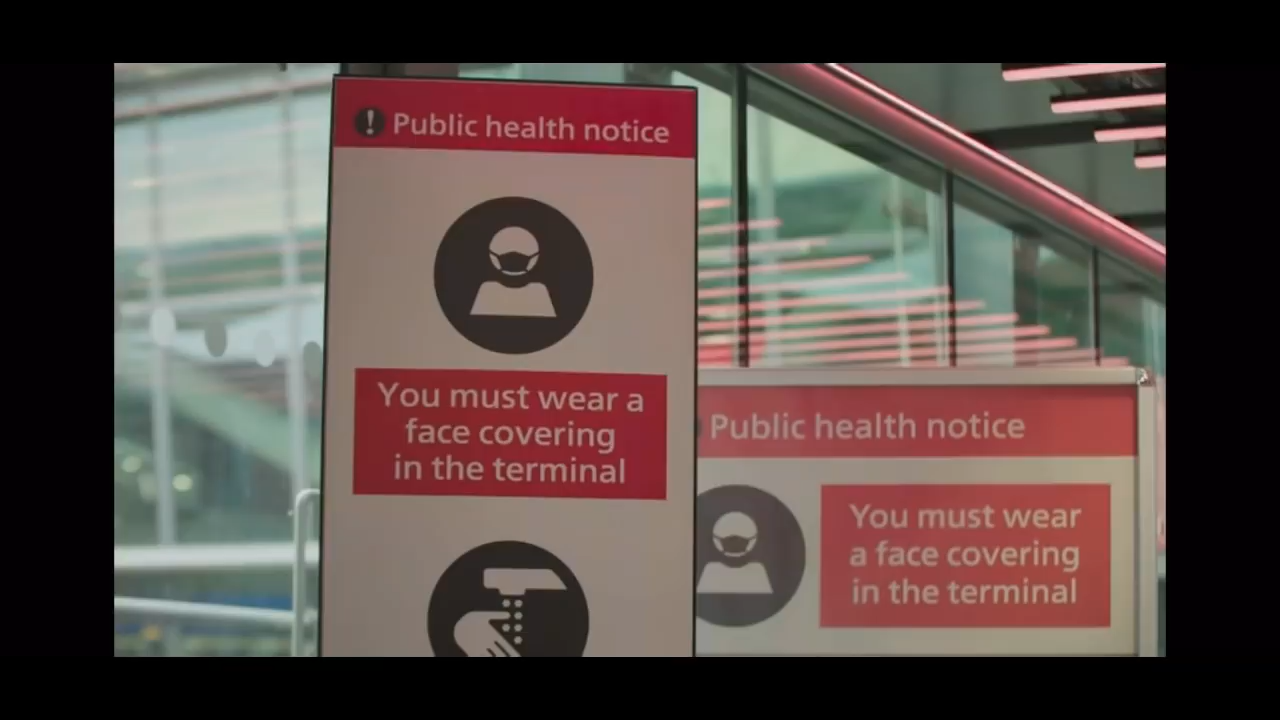 ! Public health notice
You must wear a
face covering
in the terminal
Public health notice
You must wear
a face covering
in the terminal